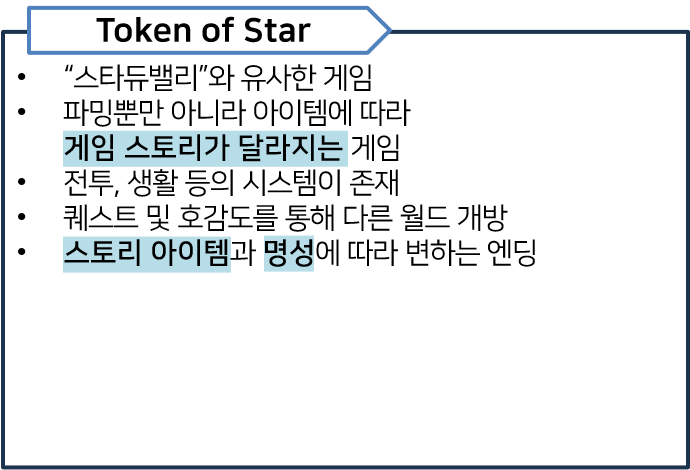 Token of Star
• “스타듀밸리”와 유사한 게임
• 파밍뿐만 아니라 아이템에 따라
게임 스토리가 달라지는 게임
• 전투, 생활 등의 시스템이 존재
• 퀘스트 및 호감도를 통해 다른 월드 개방
• 스토리 아이템과 명성에 따라 변하는 엔딩